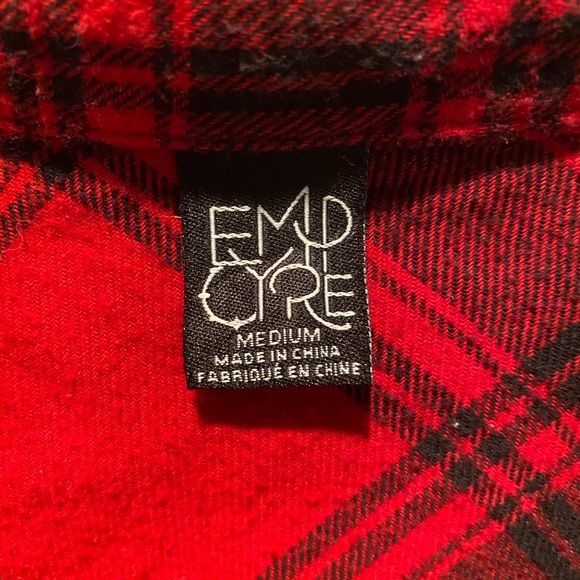 EMP
CYRE
MEDIUM
MADE IN CHINA
FABRIQUÉ EN CHINE